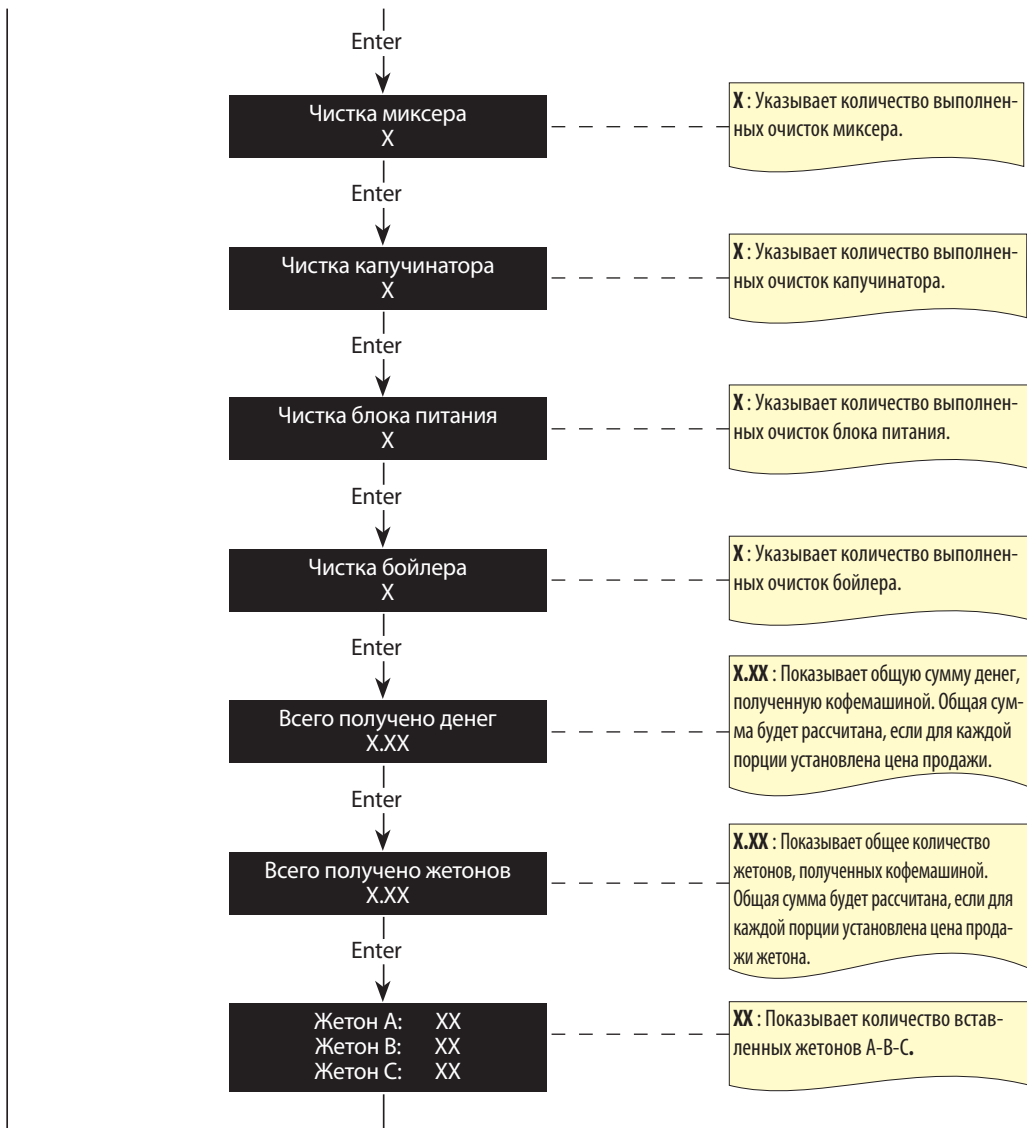 Enter
Чистка миксера
X
X : Указывает количество выполнен-
ных очисток миксера.
Enter
Чистка капучинатора
X
X : Указывает количество выполнен-
ных очисток капучинатора.
Enter
Чистка блока питания
X
X : Указывает количество выполнен-
ных очисток блока питания.
Enter
Чистка бойлера
X
X : Указывает количество выполнен-
ных очисток бойлера.
Enter
Всего получено денег
X.XX
X.XX : Показывает общую сумму денег,
полученную кофемашиной. Общая сум-
ма будет рассчитана, если для каждой
порции установлена цена продажи.
Enter
Всего получено жетонов
X.XX
X.XX : Показывает общее количество
жетонов, полученных кофемашиной.
Общая сумма будет рассчитана, если для
каждой порции установлена цена прода-
жи жетона.
Enter
Жетон A: XX
Жетон B: XX
Жетон C: XX
XX : Показывает количество встав-
ленных жетонов A-B-C.